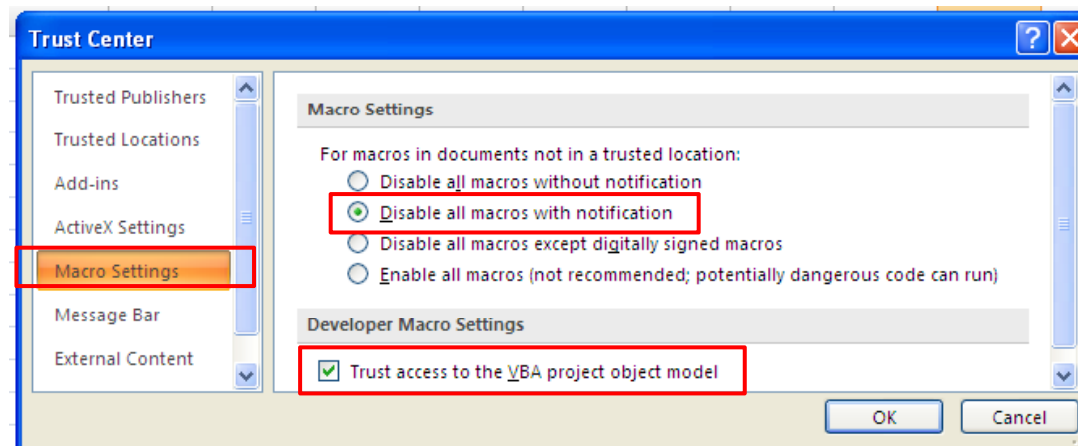 Trust Center
Trusted Publishers
Trusted Locations
Add-ins
ActiveX Settings
Macro Settings
Message Bar
External Content
Macro Settings
For macros in documents not in a trusted location:
Disable all macros without notification
Disable all macros with notification
Disable all macros except digitally signed macros
Enable all macros (not recommended; potentially dangerous code can run)
Developer Macro Settings
Trust access to the VBA project object model
OK
Cancel